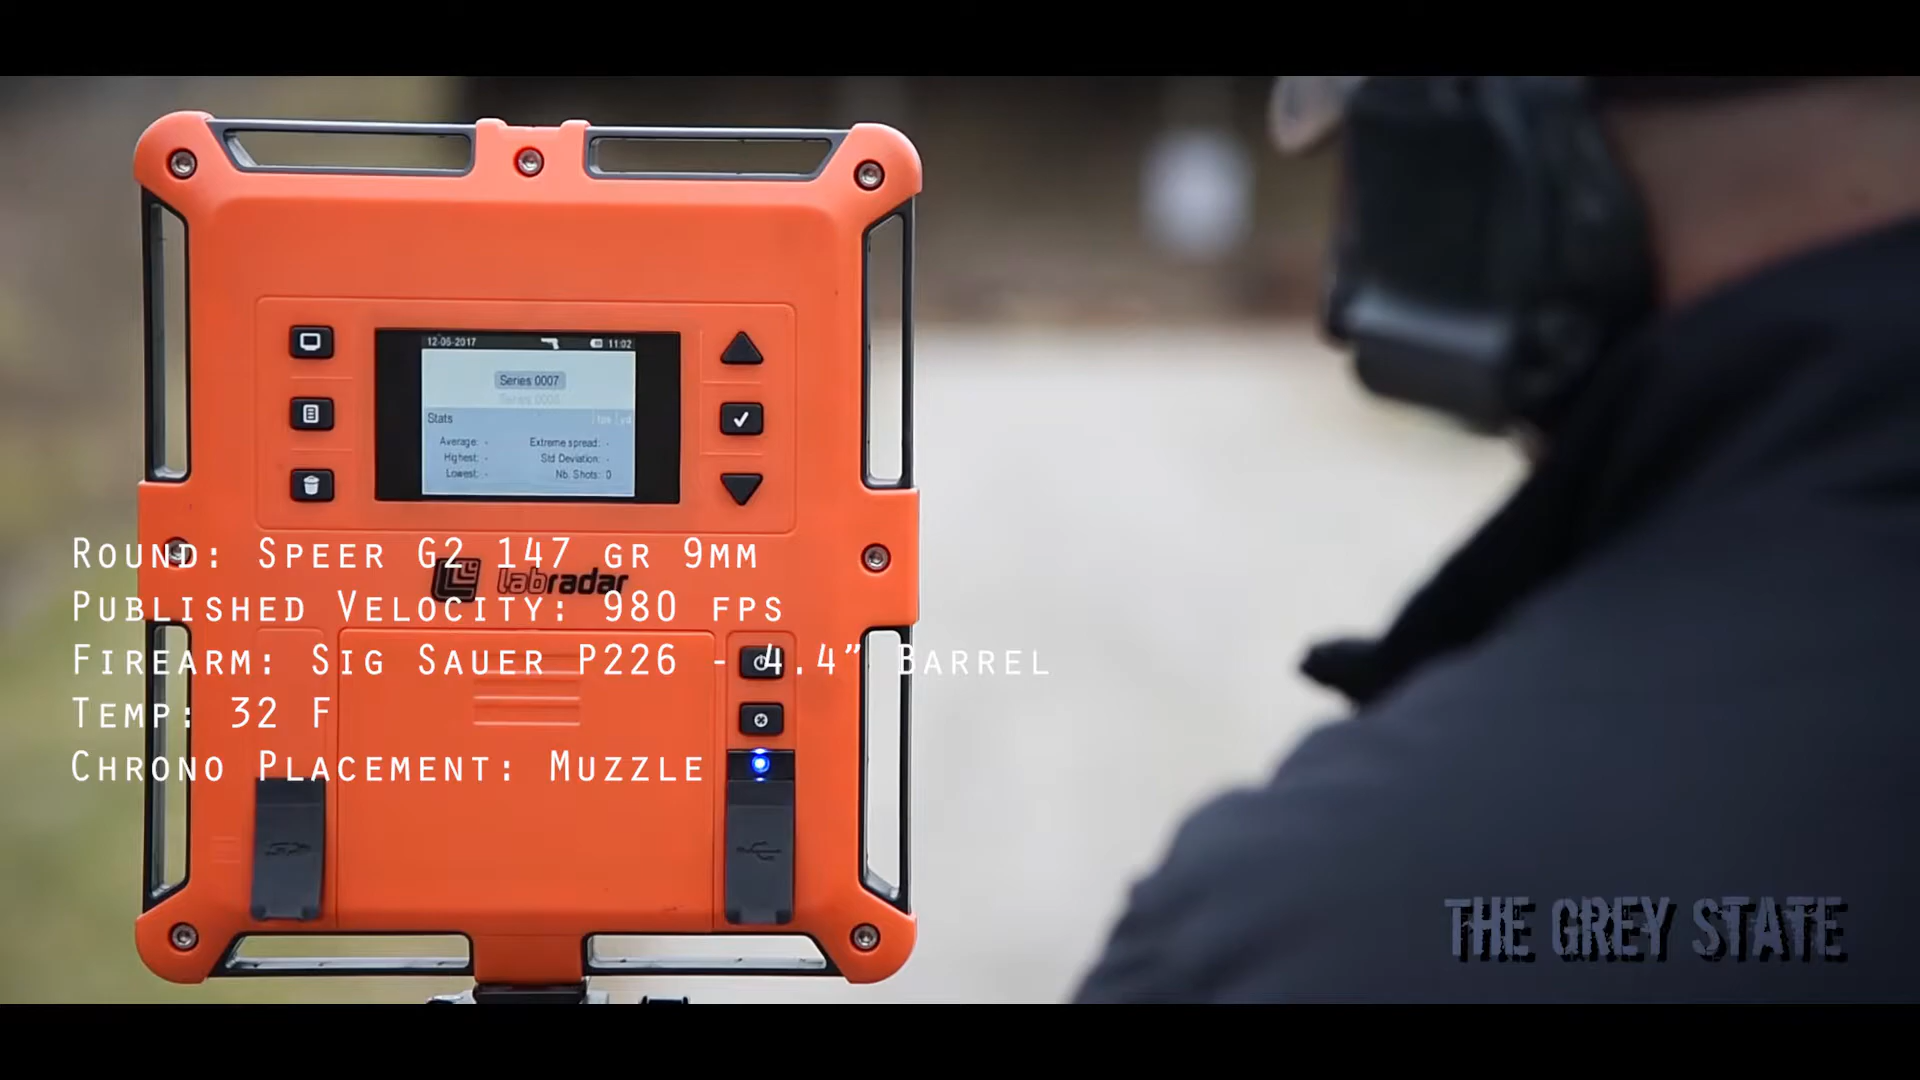 12-05-2017 11:02
Series 0007
Stats fps yd
Average: - Extreme spread: -
Highest: - Std Deviation: -
Lowest: - Nb. Shots: 0
Round: Speer G2 147 gr 9mm
labradar
Published Velocity: 980 fps
Firearm: Sig Sauer P226 - 4.4” Barrel
Temp: 32 F
Chrono Placement: Muzzle
THE GREY STATE